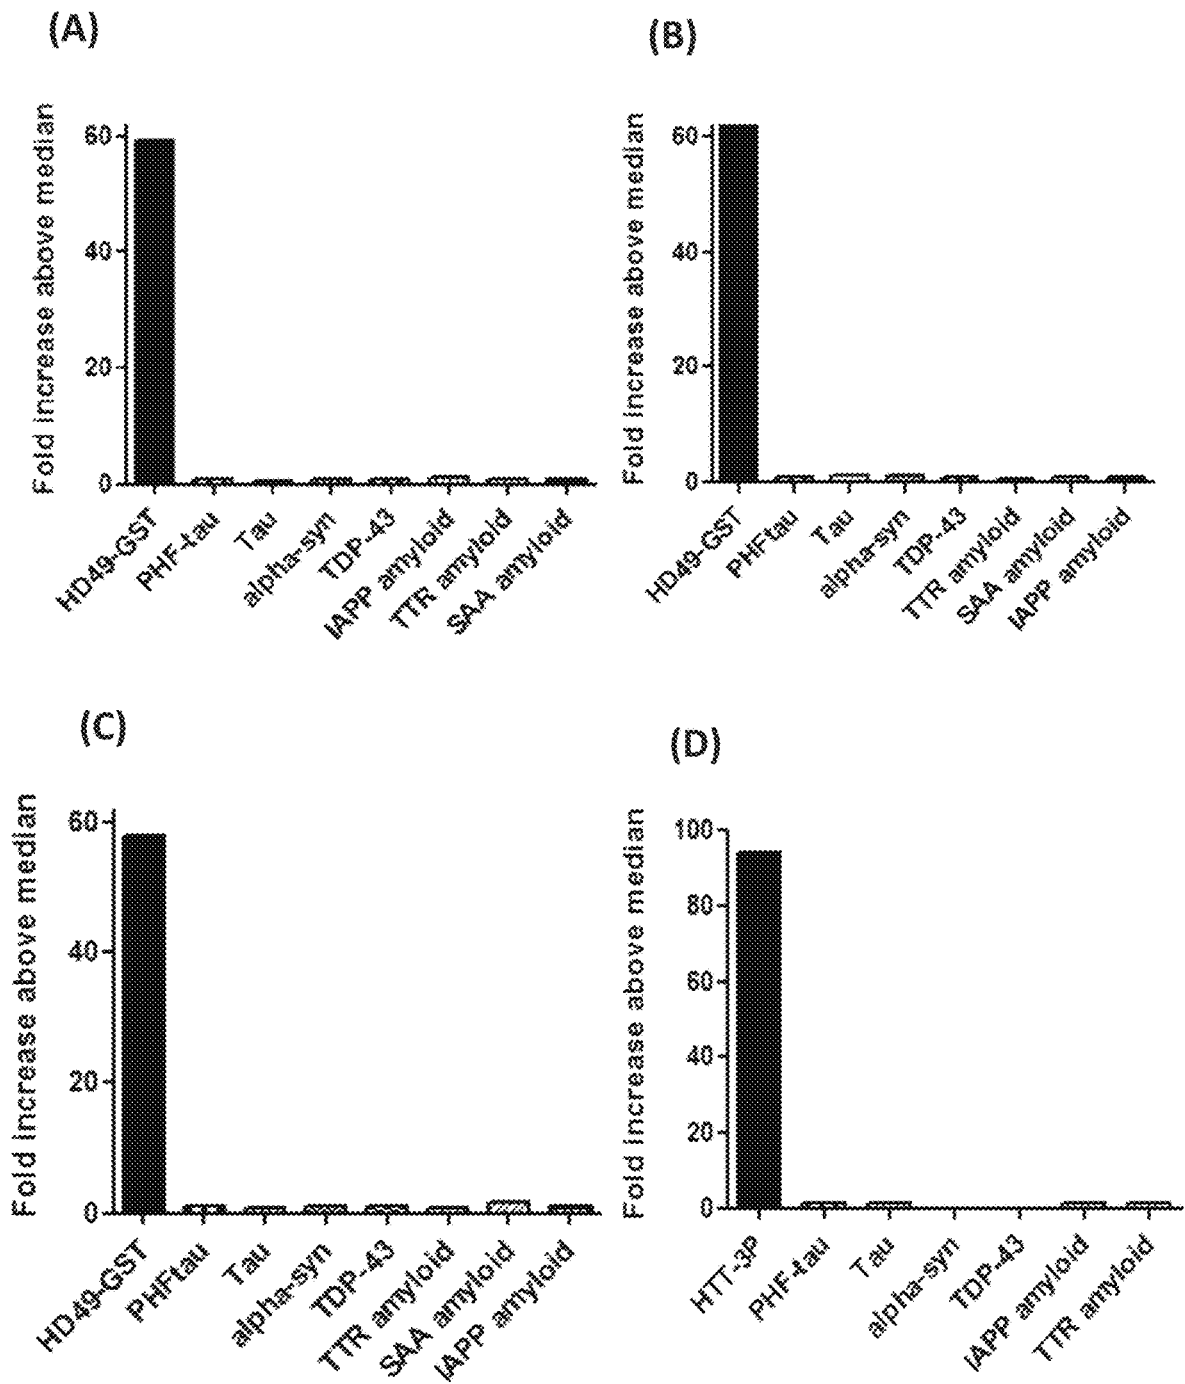 (A)
Fold increase above median
60
40
20
0
HD49-GST
PHF-tau
Tau
alpha-syn
TDP-43
IAPP amyloid
TTR amyloid
SAA amyloid
(B)
Fold increase above median
60
40
20
0
HD49-GST
PHFtau
Tau
alpha-syn
TDP-43
TTR amyloid
SAA amyloid
IAPP amyloid
(C)
Fold increase above median
60
40
20
0
HD49-GST
PHFtau
Tau
alpha-syn
TDP-43
TTR amyloid
SAA amyloid
IAPP amyloid
(D)
Fold increase above median
100
80
60
40
20
0
HTT-3P
PHF-tau
Tau
alpha-syn
TDP-43
IAPP amyloid
TTR amyloid